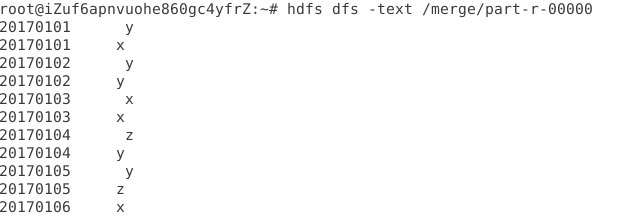 root@iZuf6apnvuohe860gc4yfrZ:~# hdfs dfs -text /merge/part-r-00000
20170101      y
20170101     x
20170102      y
20170102     y
20170103      x
20170103     x
20170104      z
20170104     y
20170105      y
20170105     z
20170106     x